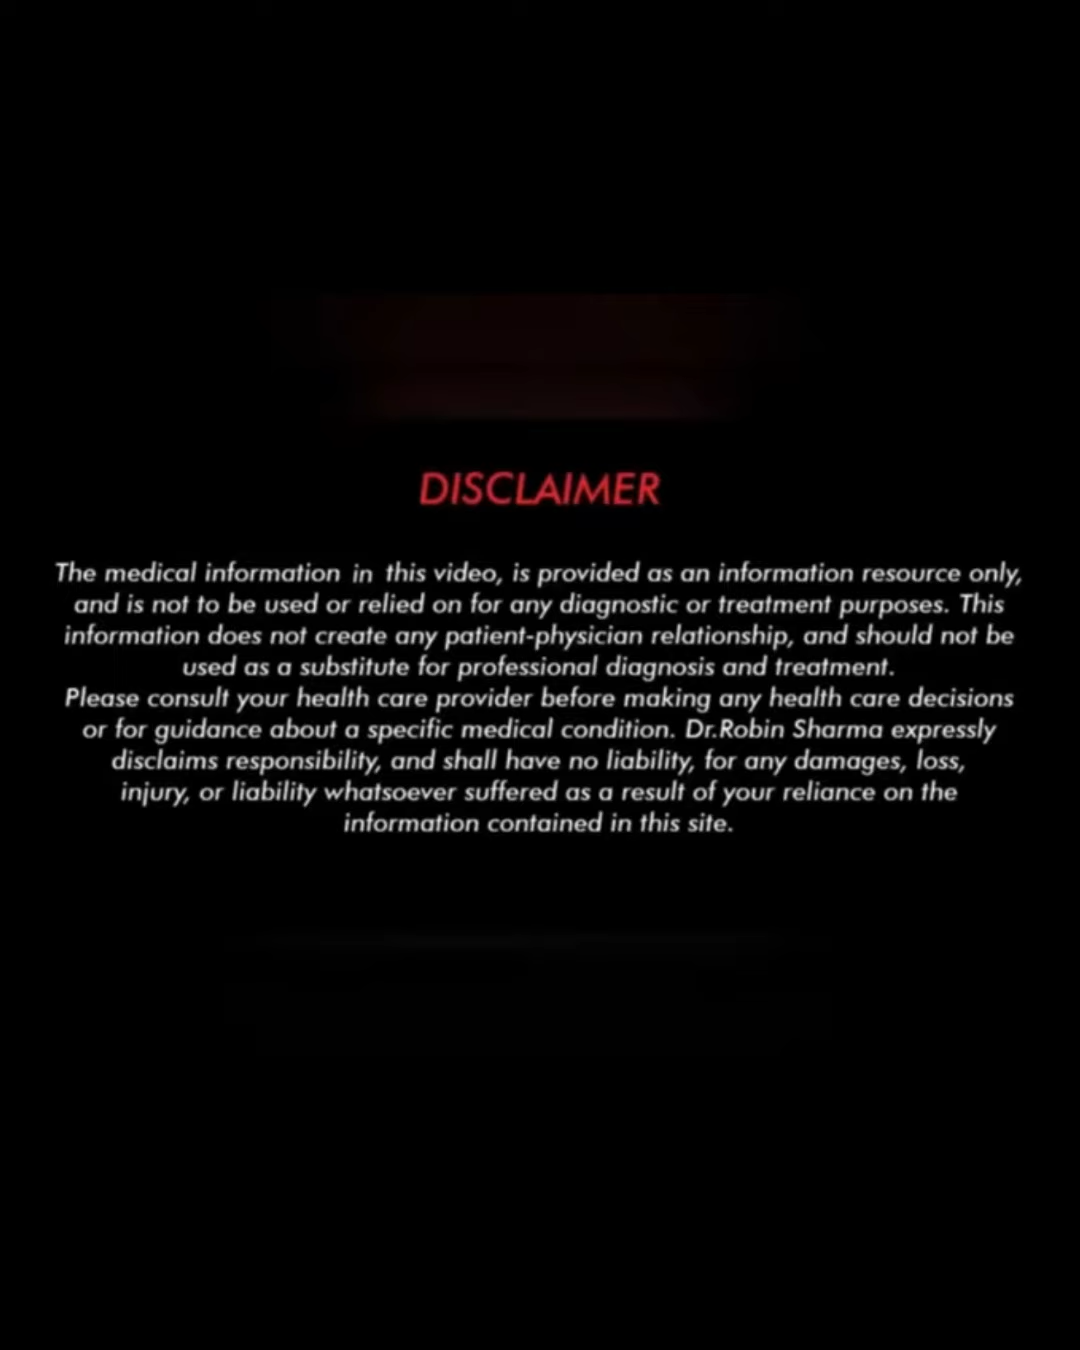 DISCLAIMER
The medical information in this video, is provided as an information resource only,
and is not to be used or relied on for any diagnostic or treatment purposes. This
information does not create any patient-physician relationship, and should not be
used as a substitute for professional diagnosis and treatment.
Please consult your health care provider before making any health care decisions
or for guidance about a specific medical condition. Dr.Robin Sharma expressly
disclaims responsibility, and shall have no liability, for any damages, loss,
injury, or liability whatsoever suffered as a result of your reliance on the
information contained in this site.